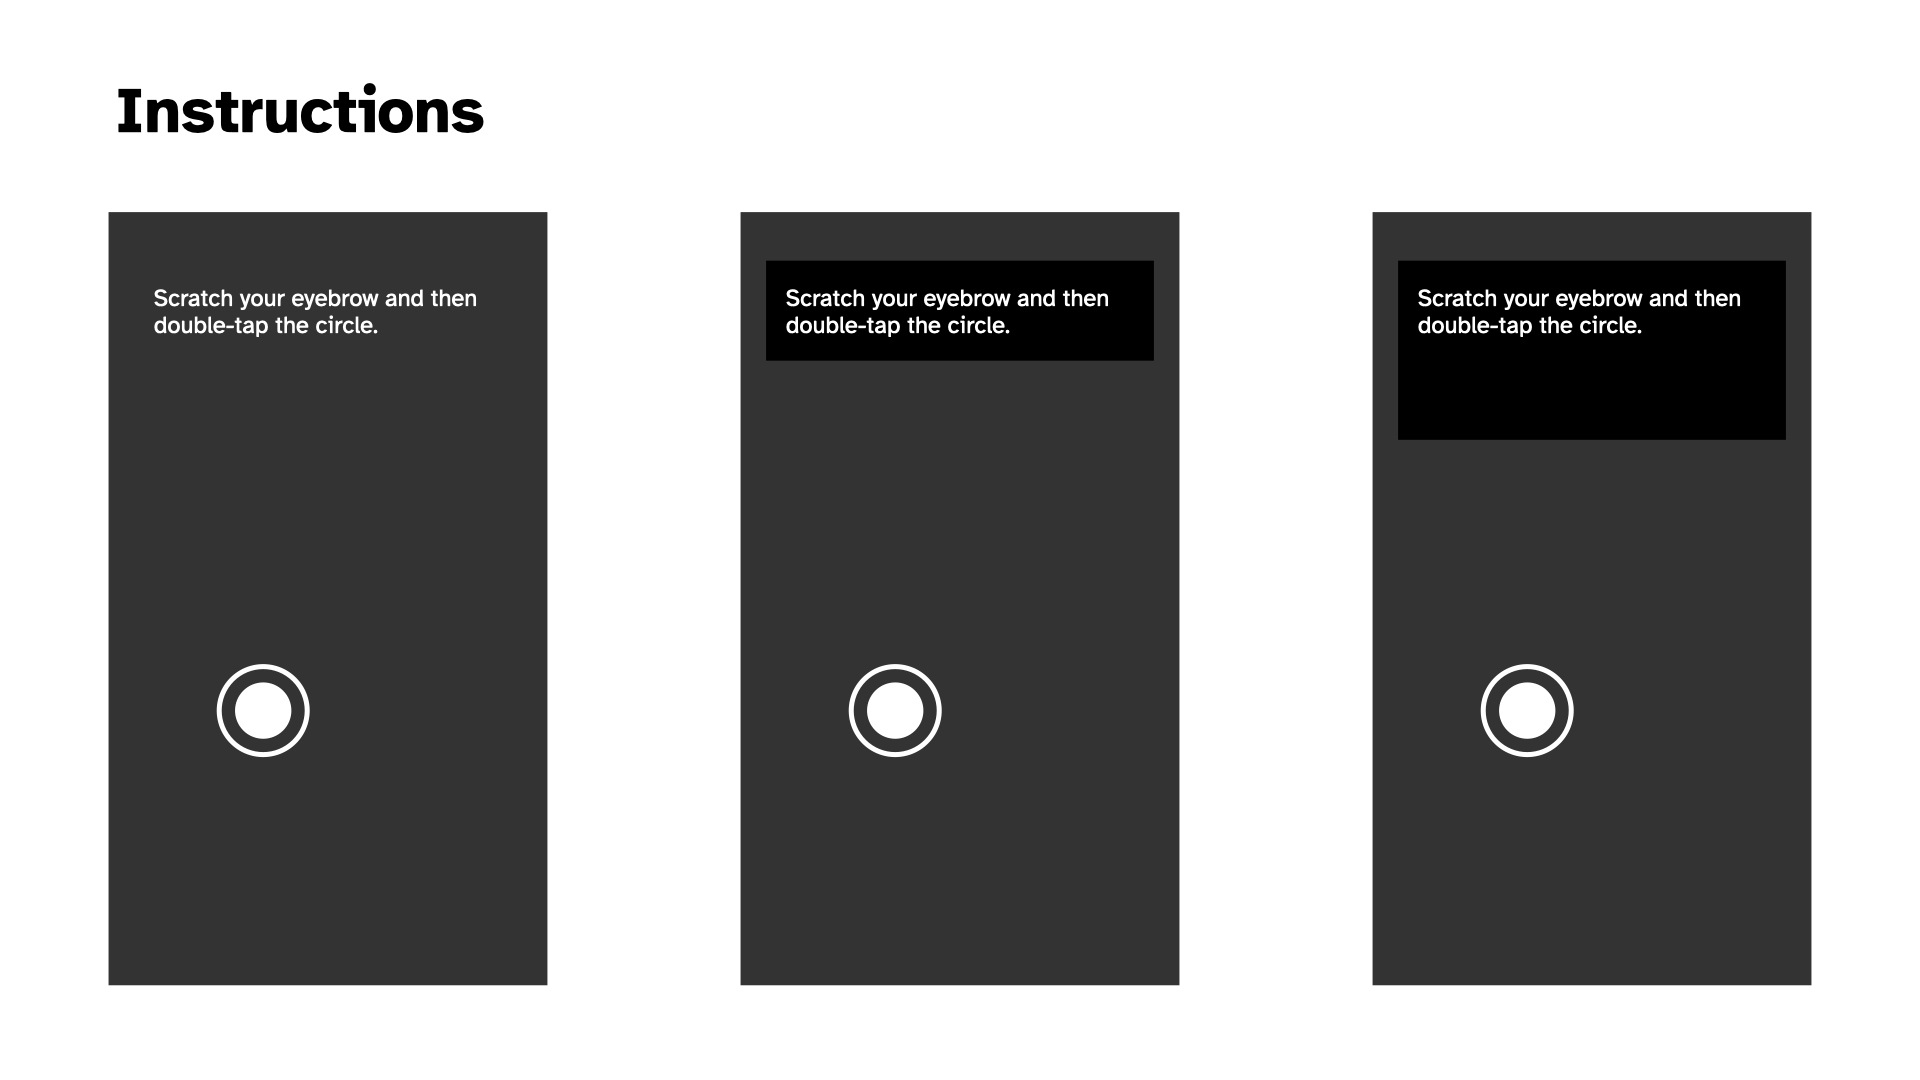 Instructions
Scratch your eyebrow and then
double-tap the circle.
Scratch your eyebrow and then
double-tap the circle.
Scratch your eyebrow and then
double-tap the circle.